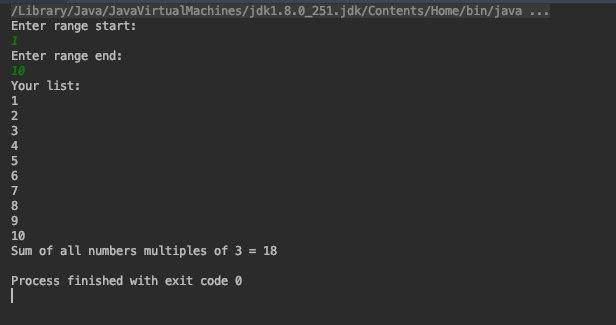 /Library/Java/JavaVirtualMachines/jdk1.8.0_251.jdk/Contents/Home/bin/java ...
Enter range start:
1
Enter range end:
10
Your list:
1
2
3
4
5
6
7
8
9
10
Sum of all numbers multiples of 3 = 18
Process finished with exit code 0